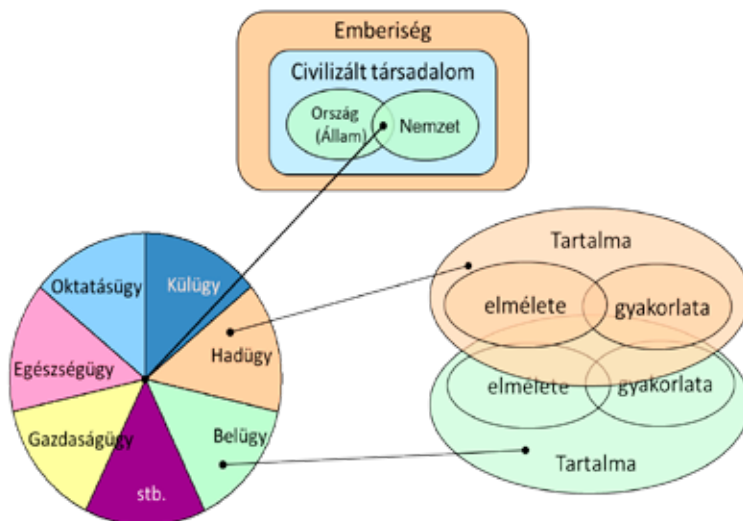 Emberiség
Civilizált társadalom
Ország
(Állam)
Nemzet
Oktatásügy
Külügy
Egészségügy
Hadügy
Gazdaságügy
Belügy
stb.
Tartalma
elmélete
gyakorlata
elmélete
gyakorlata
Tartalma